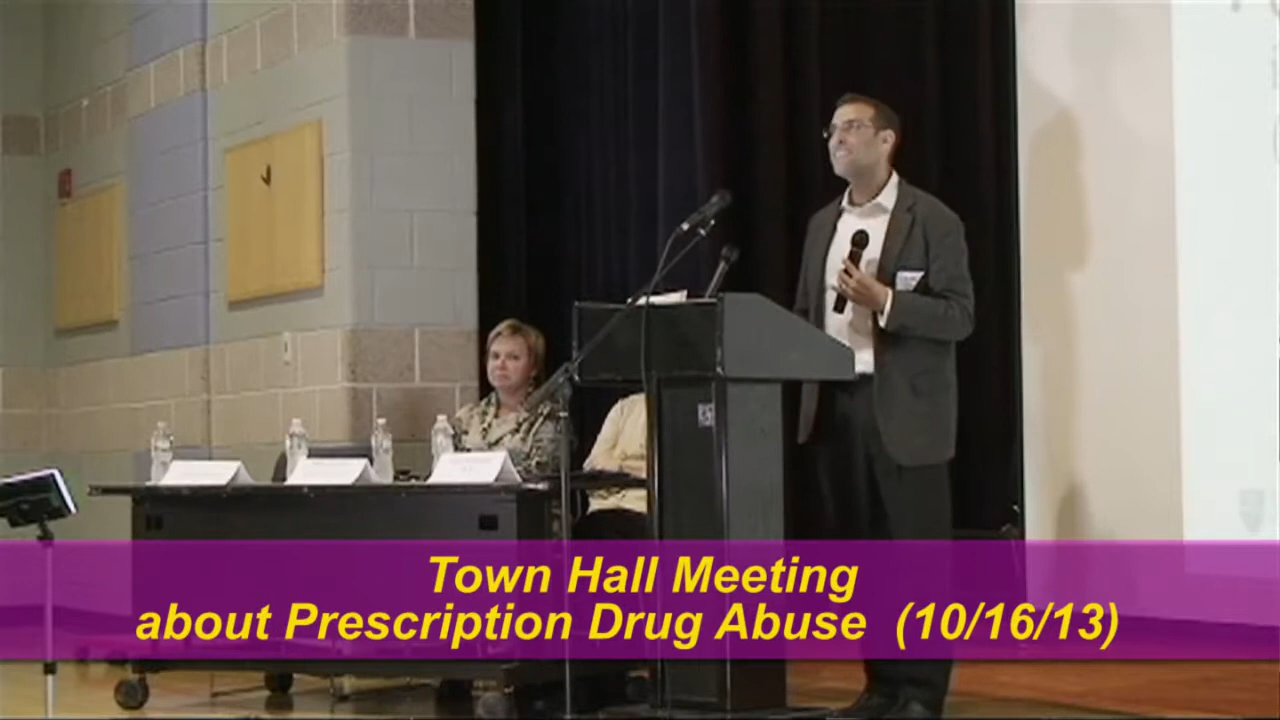 Town Hall Meeting
about Prescription Drug Abuse (10/16/13)